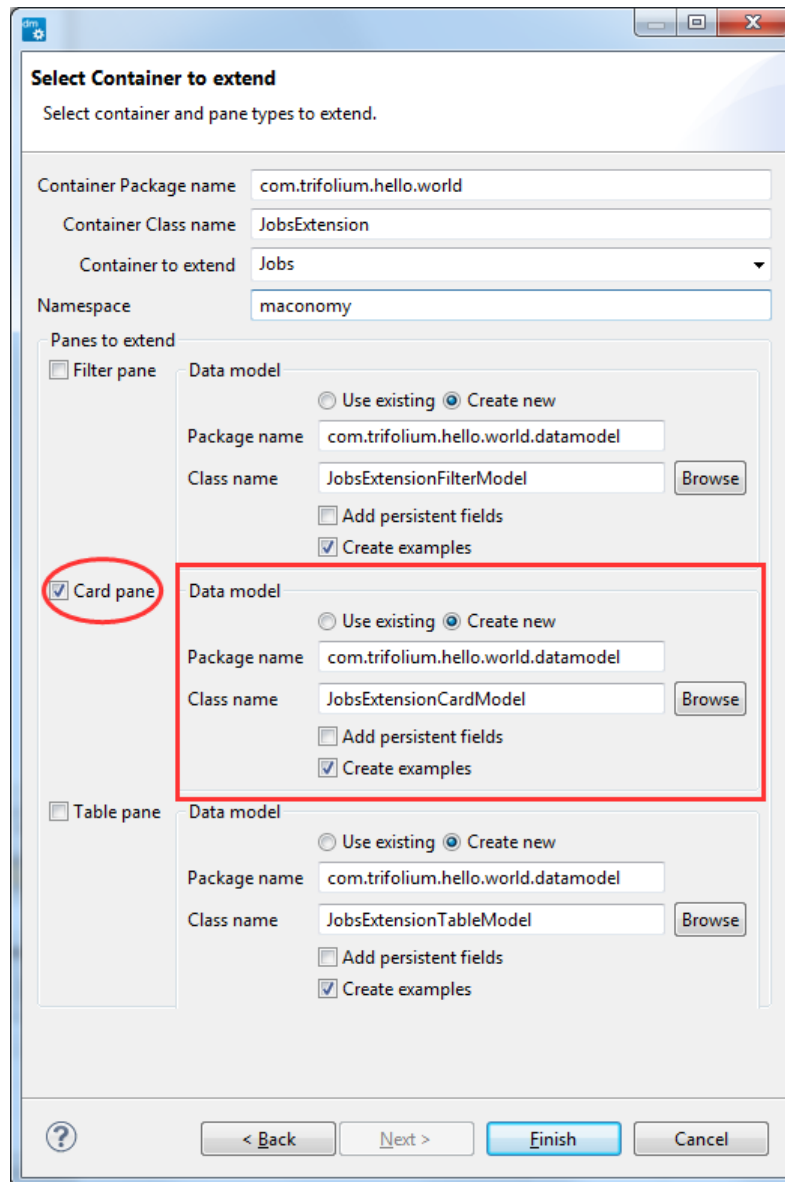 dm
Select Container to extend
Select container and pane types to extend.
Container Package name com.trifolium.hello.world
Container Class name JobsExtension
Container to extend Jobs
Namespace maconomy
Panes to extend
Filter pane Data model
Use existing Create new
Package name com.trifolium.hello.world.datamodel
Class name JobsExtensionFilterModel Browse
Add persistent fields
Create examples
Card pane Data model
Use existing Create new
Package name com.trifolium.hello.world.datamodel
Class name JobsExtensionCardModel Browse
Add persistent fields
Create examples
Table pane Data model
Use existing Create new
Package name com.trifolium.hello.world.datamodel
Class name JobsExtensionTableModel Browse
Add persistent fields
Create examples
? < Back Next > Finish Cancel